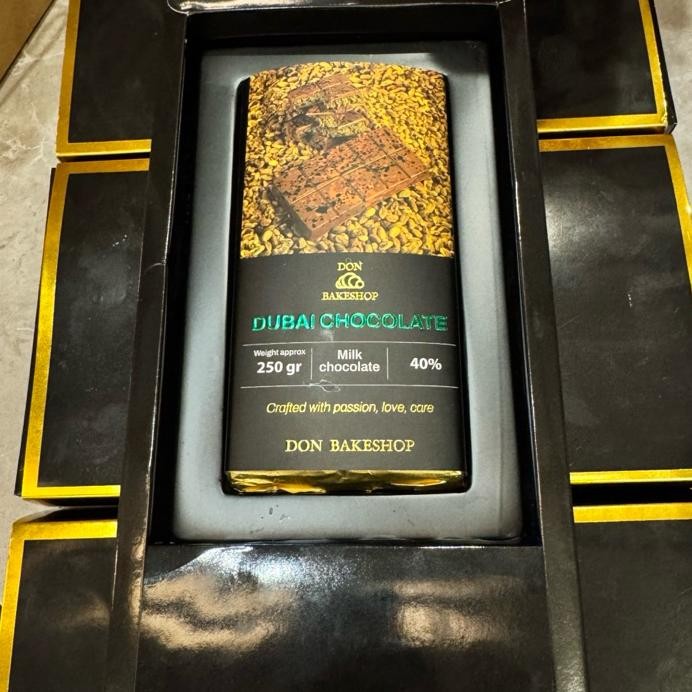 DON
BAKESHOP
DUBAI CHOCOLATE
Weight approx
250 gr
Milk
chocolate
40%
Crafted with passion, love, care
DON BAKESHOP